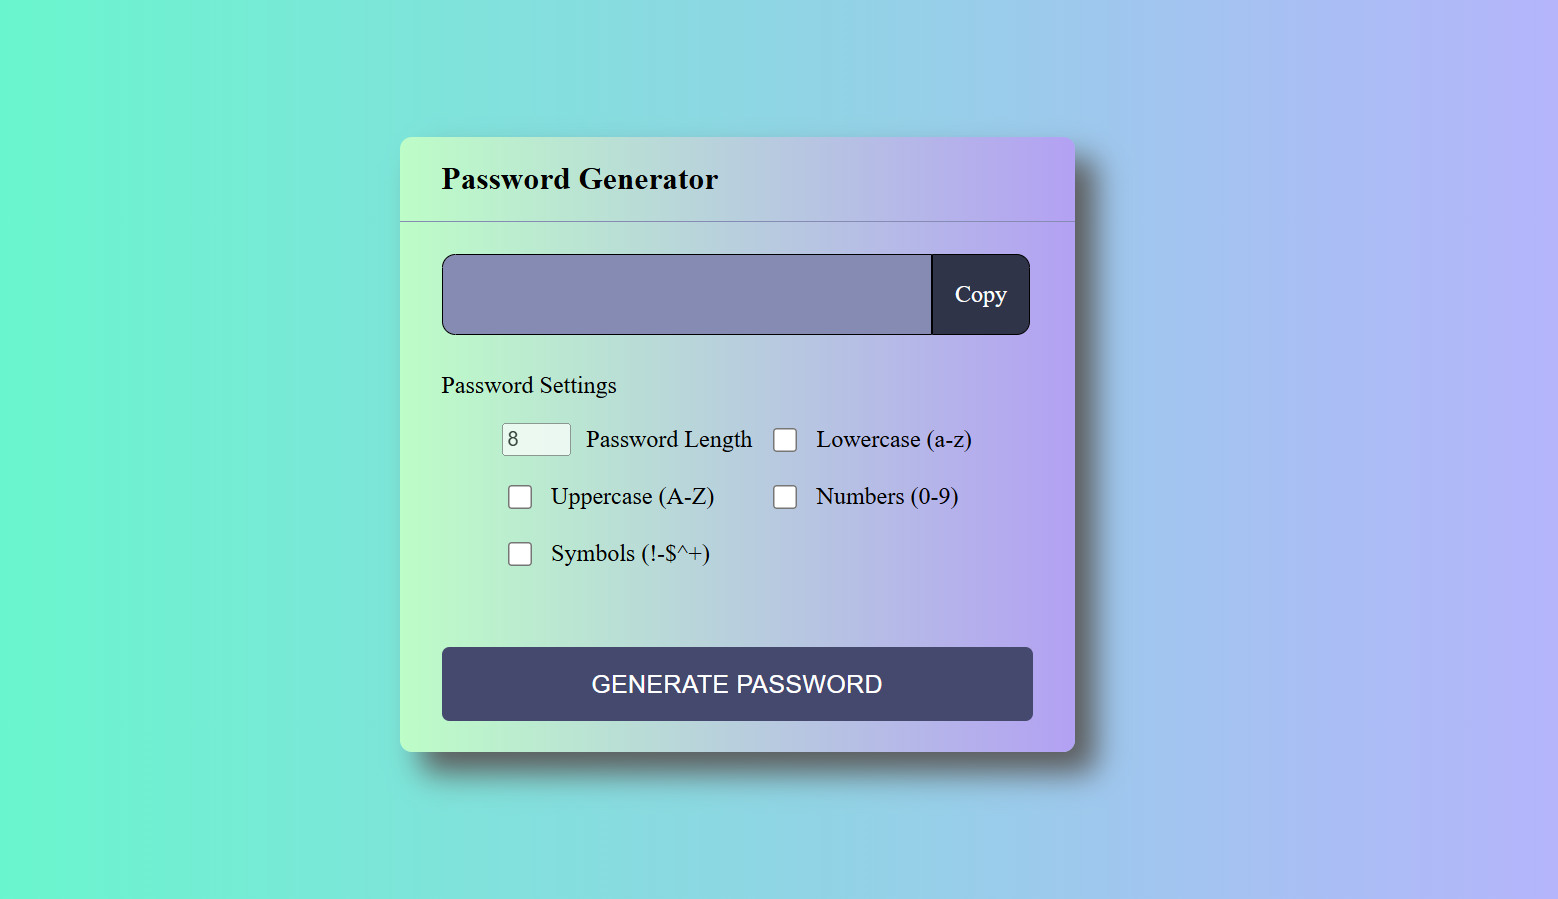 Password Generator
Copy
Password Settings
8 Password Length Lowercase (a-z)
Uppercase (A-Z) Numbers (0-9)
Symbols (!-$^+)
GENERATE PASSWORD